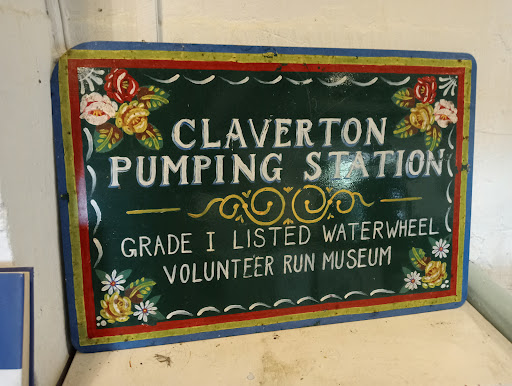 CLAVERTON
PUMPING STATION
GRADE I LISTED WATERWHEEL
VOLUNTEER RUN MUSEUM